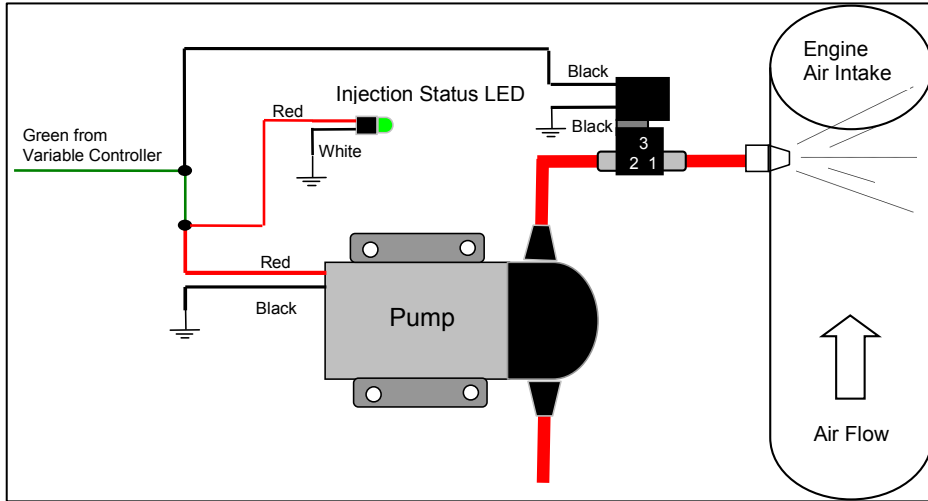 Engine
Air Intake
Black
Injection Status LED
Red
Black
Green from
Variable Controller
White
3
2 1
Red
Black
Pump
Air Flow